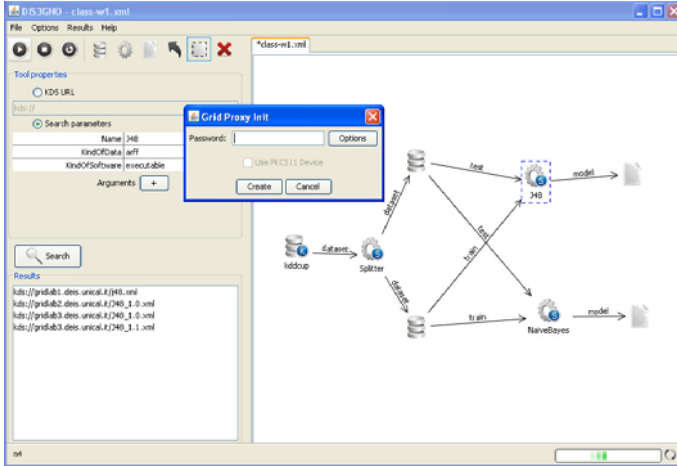 DIS3GNO - class-w1.xml
File Options Results Help
*class-w1.xml
Tool properties
KDS URL
kds://
Search parameters
Name J48
KindOfData arff
KindOfSoftware executable
Arguments +
Search
Results
kds://gridlab1.deis.unical.it/J48.xml
kds://gridlab2.deis.unical.it/J48_1.0.xml
kds://gridlab3.deis.unical.it/J48_1.0.xml
kds://gridlab3.deis.unical.it/J48_1.1.xml
Grid Proxy Init
Password:
Options
Use PKCS11 Device
Create Cancel
test
model
J48
dataset
test
train
dataset
kddcup
Splitter
dataset
train
model
NaiveBayes
n4